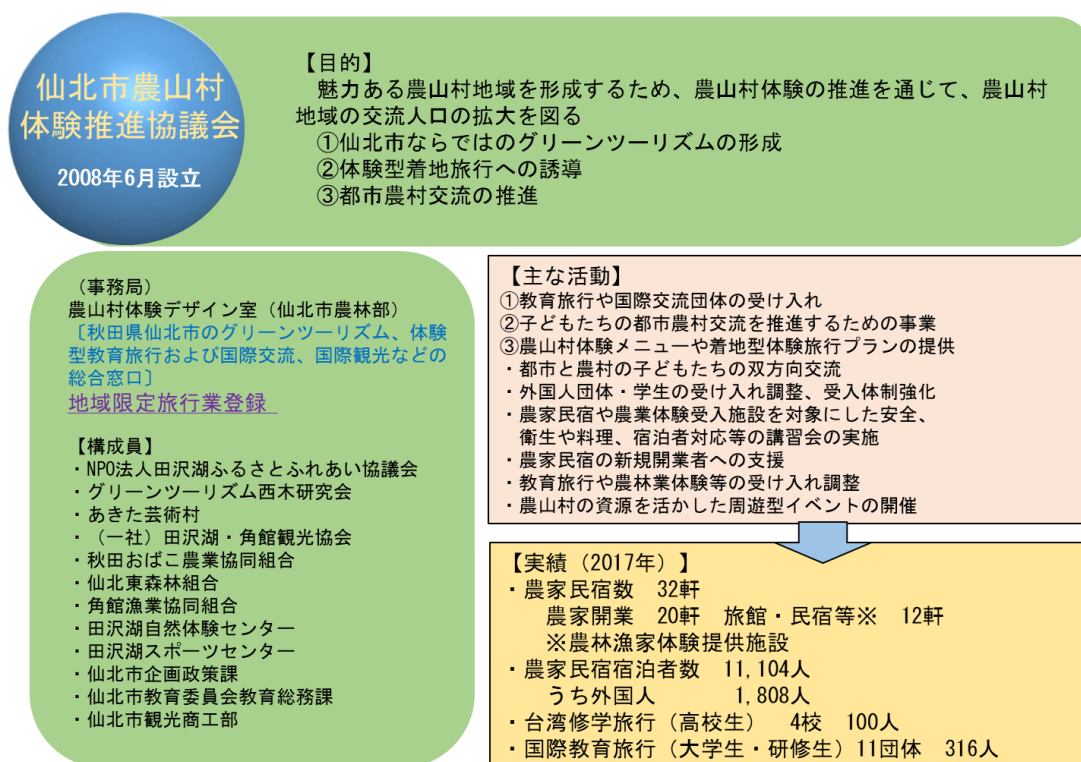 仙北市農山村
体験推進協議会
2008年6月設立
【目的】
魅力ある農山村地域を形成するため、農山村体験の推進を通じて、農山村
地域の交流人口の拡大を図る
①仙北市ならではのグリーンツーリズムの形成
②体験型着地旅行への誘導
③都市農村交流の推進
（事務局）
農山村体験デザイン室（仙北市農林部）
〔秋田県仙北市のグリーンツーリズム、体験
型教育旅行および国際交流、国際観光などの
総合窓口〕
地域限定旅行業登録
【構成員】
・NPO法人田沢湖ふるさとふれあい協議会
・グリーンツーリズム西木研究会
・あきた芸術村
・（一社）田沢湖・角館観光協会
・秋田おばこ農業協同組合
・仙北東森林組合
・角館漁業協同組合
・田沢湖自然体験センター
・田沢湖スポーツセンター
・仙北市企画政策課
・仙北市教育委員会教育総務課
・仙北市観光商工部
【主な活動】
①教育旅行や国際交流団体の受け入れ
②子どもたちの都市農村交流を推進するための事業
③農山村体験メニューや着地型体験旅行プランの提供
・都市と農村の子どもたちの双方向交流
・外国人団体・学生の受け入れ調整、受入体制強化
・農家民宿や農業体験受入施設を対象にした安全、
衛生や料理、宿泊者対応等の講習会の実施
・農家民宿の新規開業者への支援
・教育旅行や農林業体験等の受け入れ調整
・農山村の資源を活かした周遊型イベントの開催
【実績（2017年）】
・農家民宿数　32軒
農家開業　20軒　旅館・民宿等※　12軒
※農林漁家体験提供施設
・農家民宿宿泊者数　11,104人
うち外国人　1,808人
・台湾修学旅行（高校生）　4校　100人
・国際教育旅行（大学生・研修生）11団体　316人